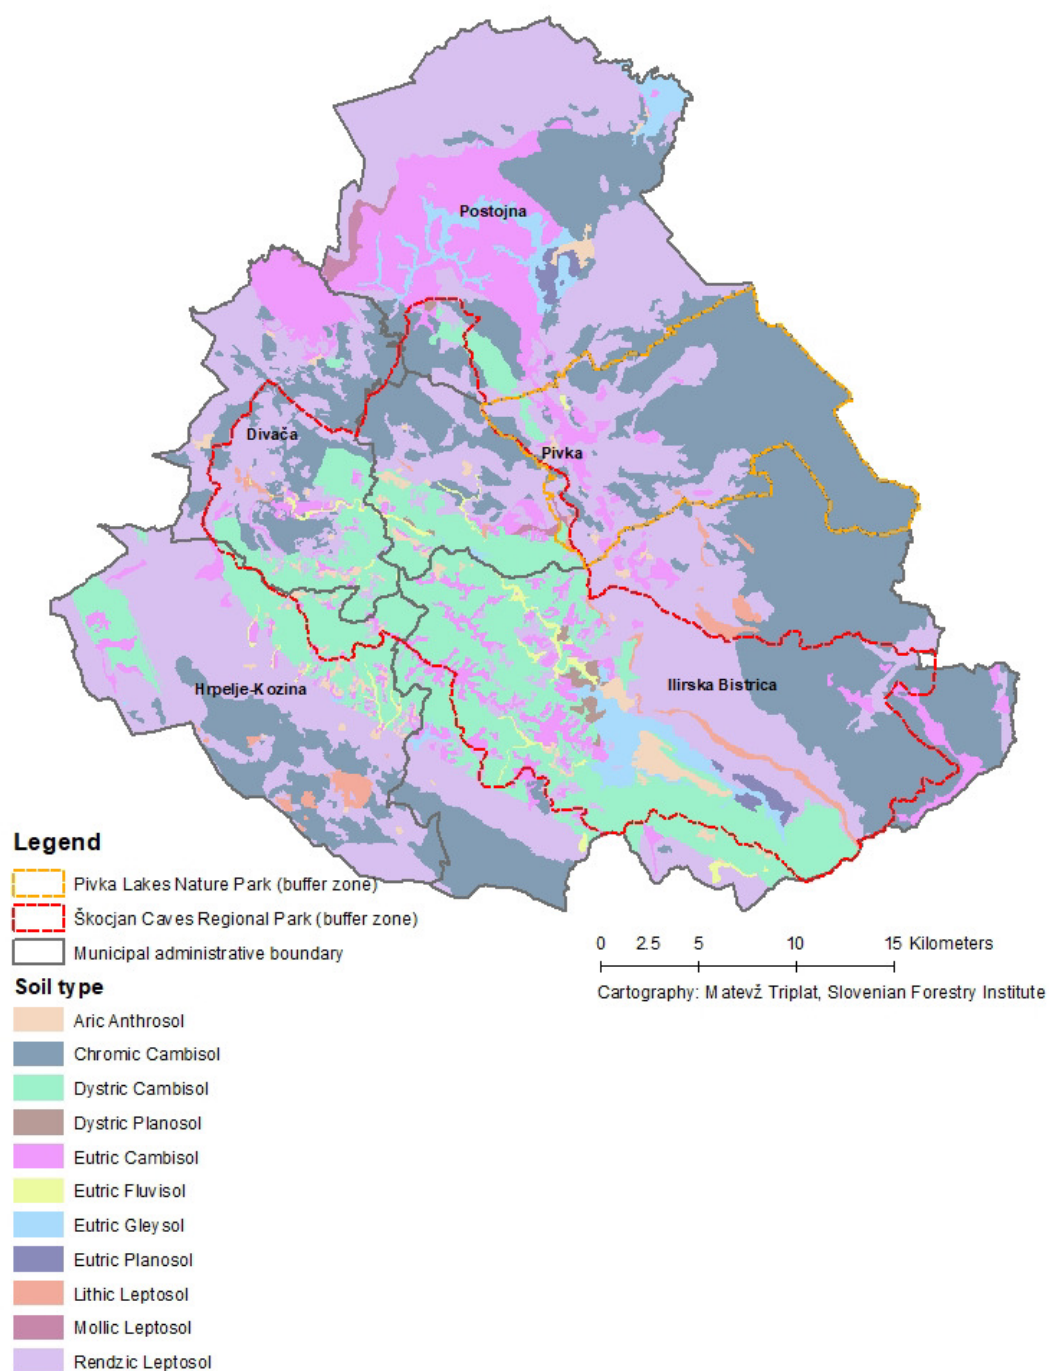 Postojna
Divača
Pivka
Hrpelje-Kozina
Ilirska Bistrica
Legend
Pivka Lakes Nature Park (buffer zone)
Škocjan Caves Regional Park (buffer zone)
Municipal administrative boundary
0 2.5 5 10 15 Kilometers
Cartography: Matevž Triplat, Slovenian Forestry Institute
Soil type
Aric Anthrosol
Chromic Cambisol
Dystric Cambisol
Dystric Planosol
Eutric Cambisol
Eutric Fluvisol
Eutric Gleysol
Eutric Planosol
Lithic Leptosol
Mollic Leptosol
Rendzic Leptosol